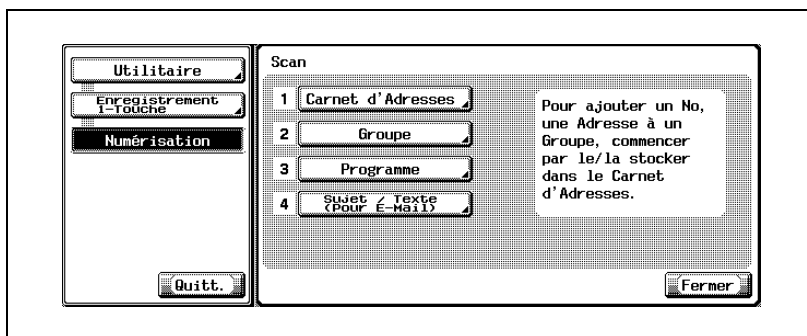 Utilitaire
Enregistrement
1-Touche
Numérisation
Quitt.
Scan
1 Carnet d'Adresses
2 Groupe
3 Programme
4 Sujet / Texte
(Pour E-Mail)
Pour ajouter un No,
une Adresse à un
Groupe, commencer
par le/la stocker
dans le Carnet
d'Adresses.
Fermer